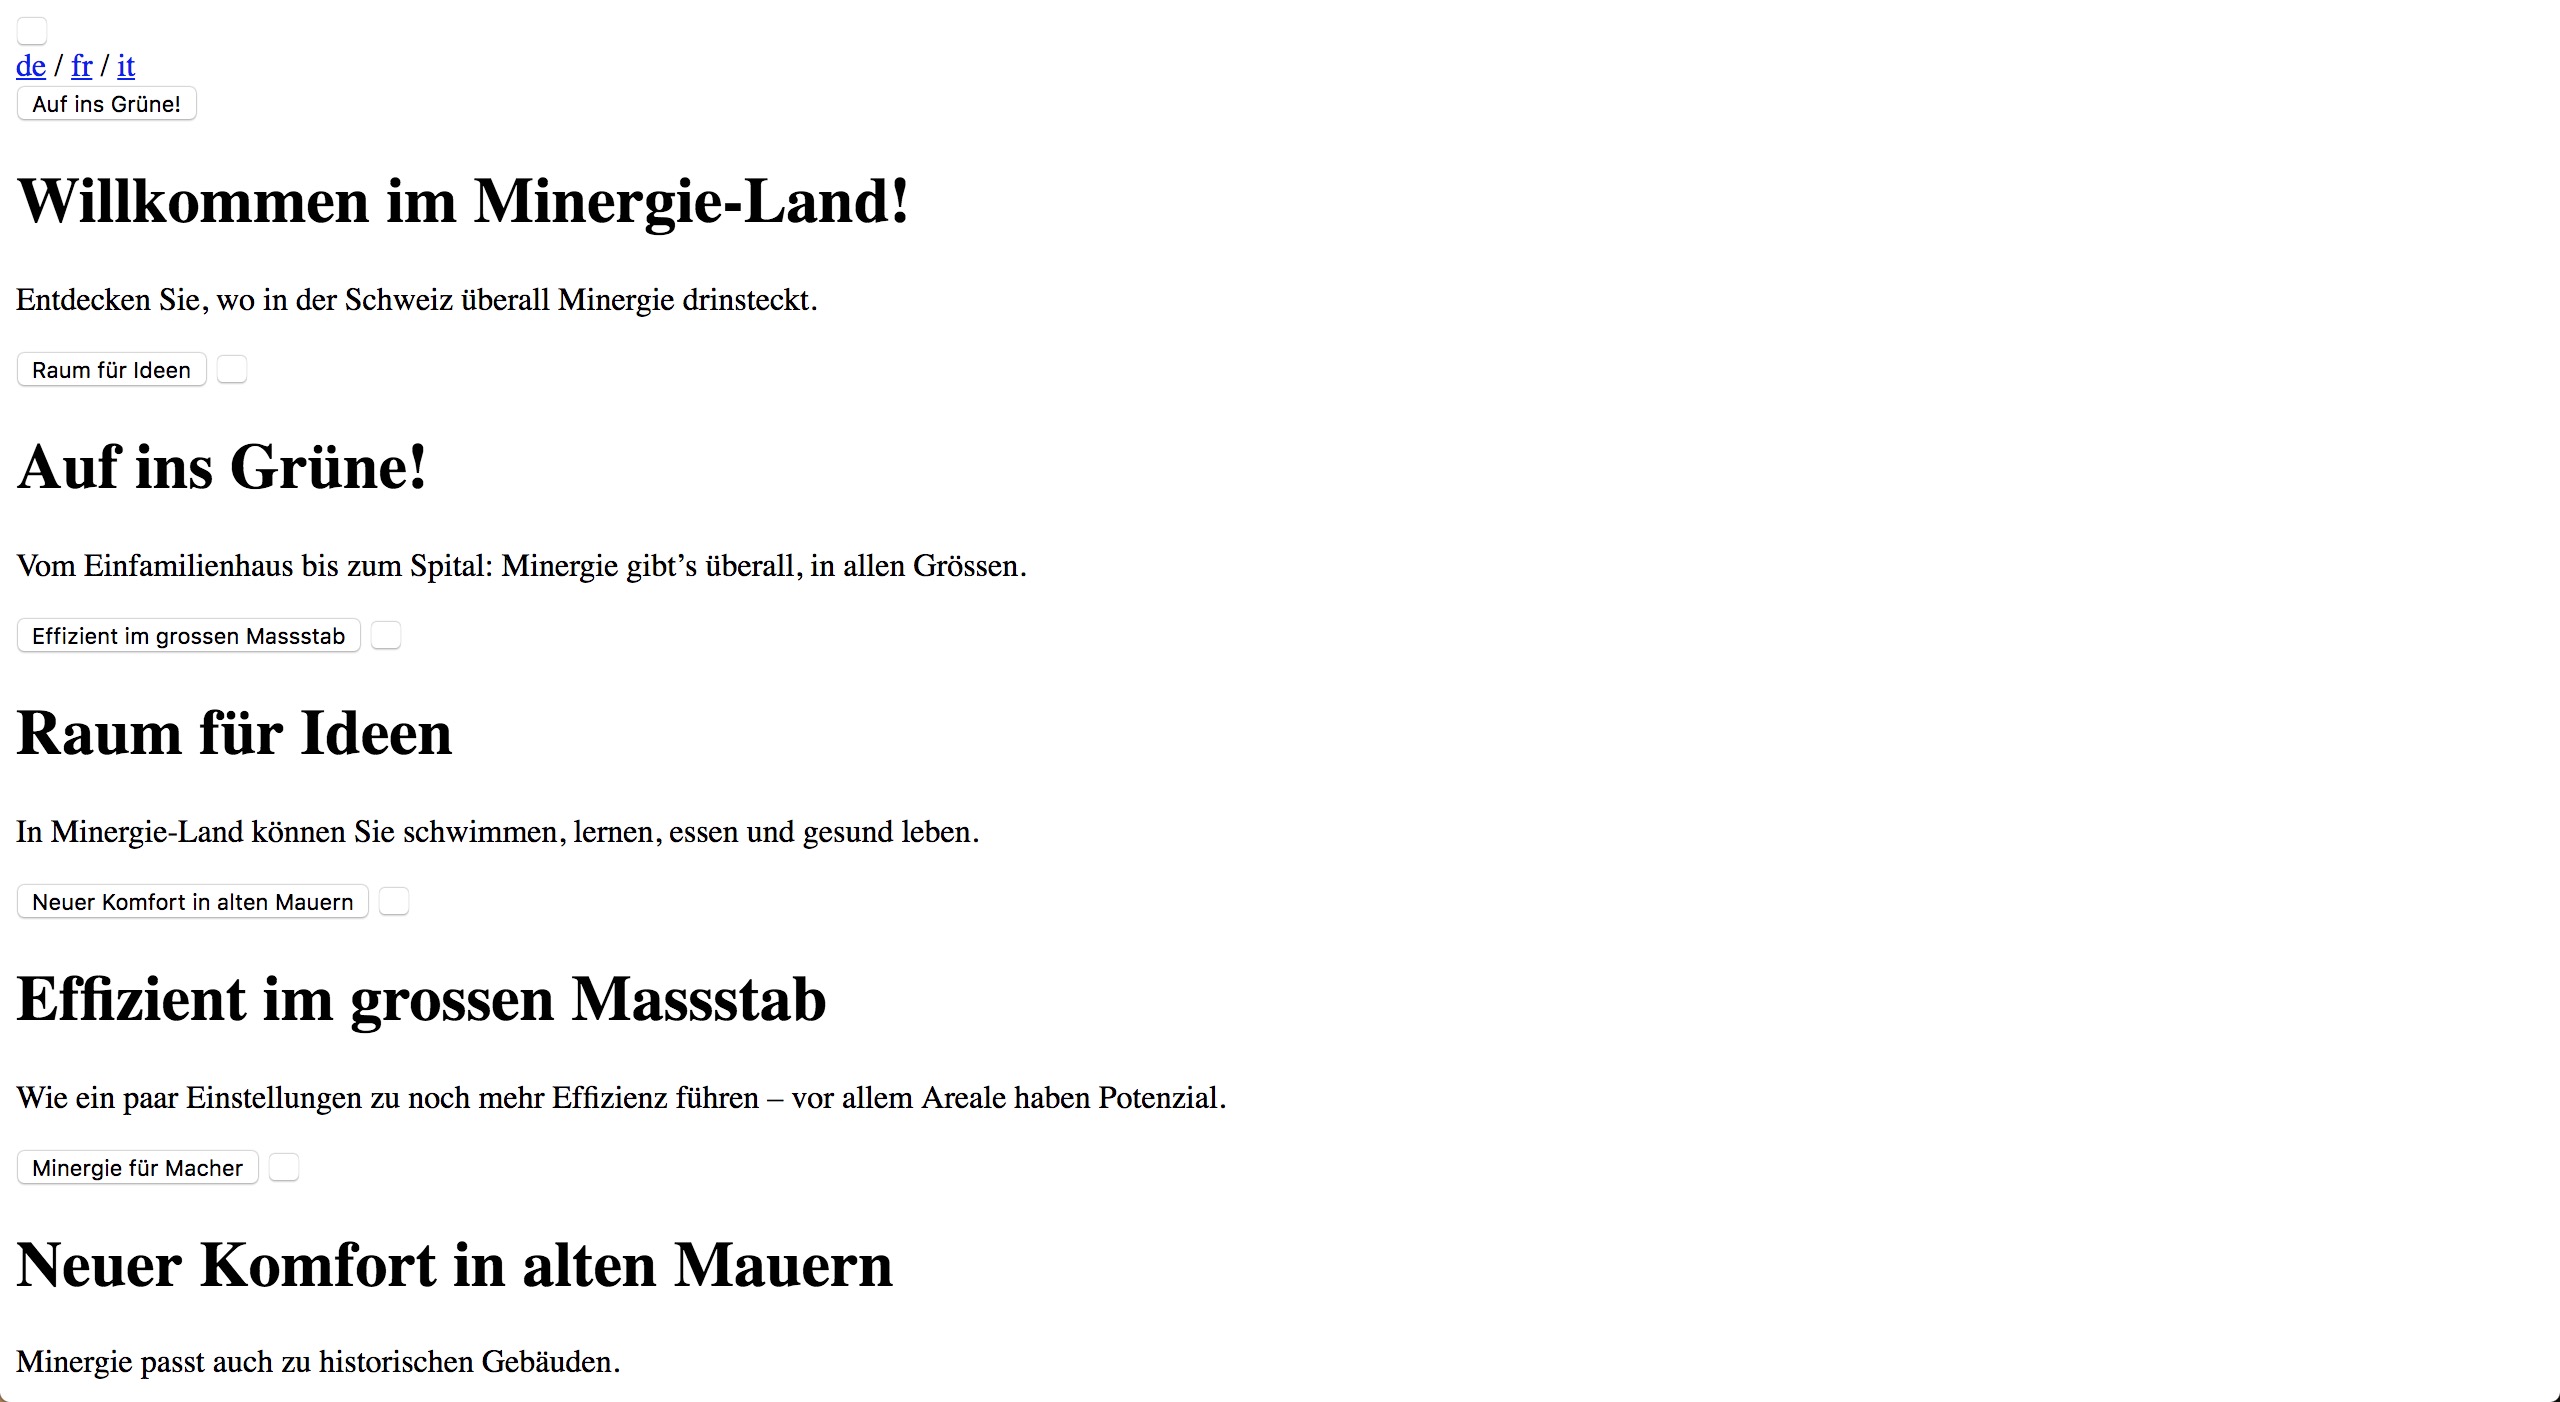 de / fr / it
Auf ins Grüne!
Willkommen im Minergie-Land!
Entdecken Sie, wo in der Schweiz überall Minergie drinsteckt.
Raum für Ideen
Auf ins Grüne!
Vom Einfamilienhaus bis zum Spital: Minergie gibt’s überall, in allen Grössen.
Effizient im grossen Massstab
Raum für Ideen
In Minergie-Land können Sie schwimmen, lernen, essen und gesund leben.
Neuer Komfort in alten Mauern
Effizient im grossen Massstab
Wie ein paar Einstellungen zu noch mehr Effizienz führen – vor allem Areale haben Potenzial.
Minergie für Macher
Neuer Komfort in alten Mauern
Minergie passt auch zu historischen Gebäuden.